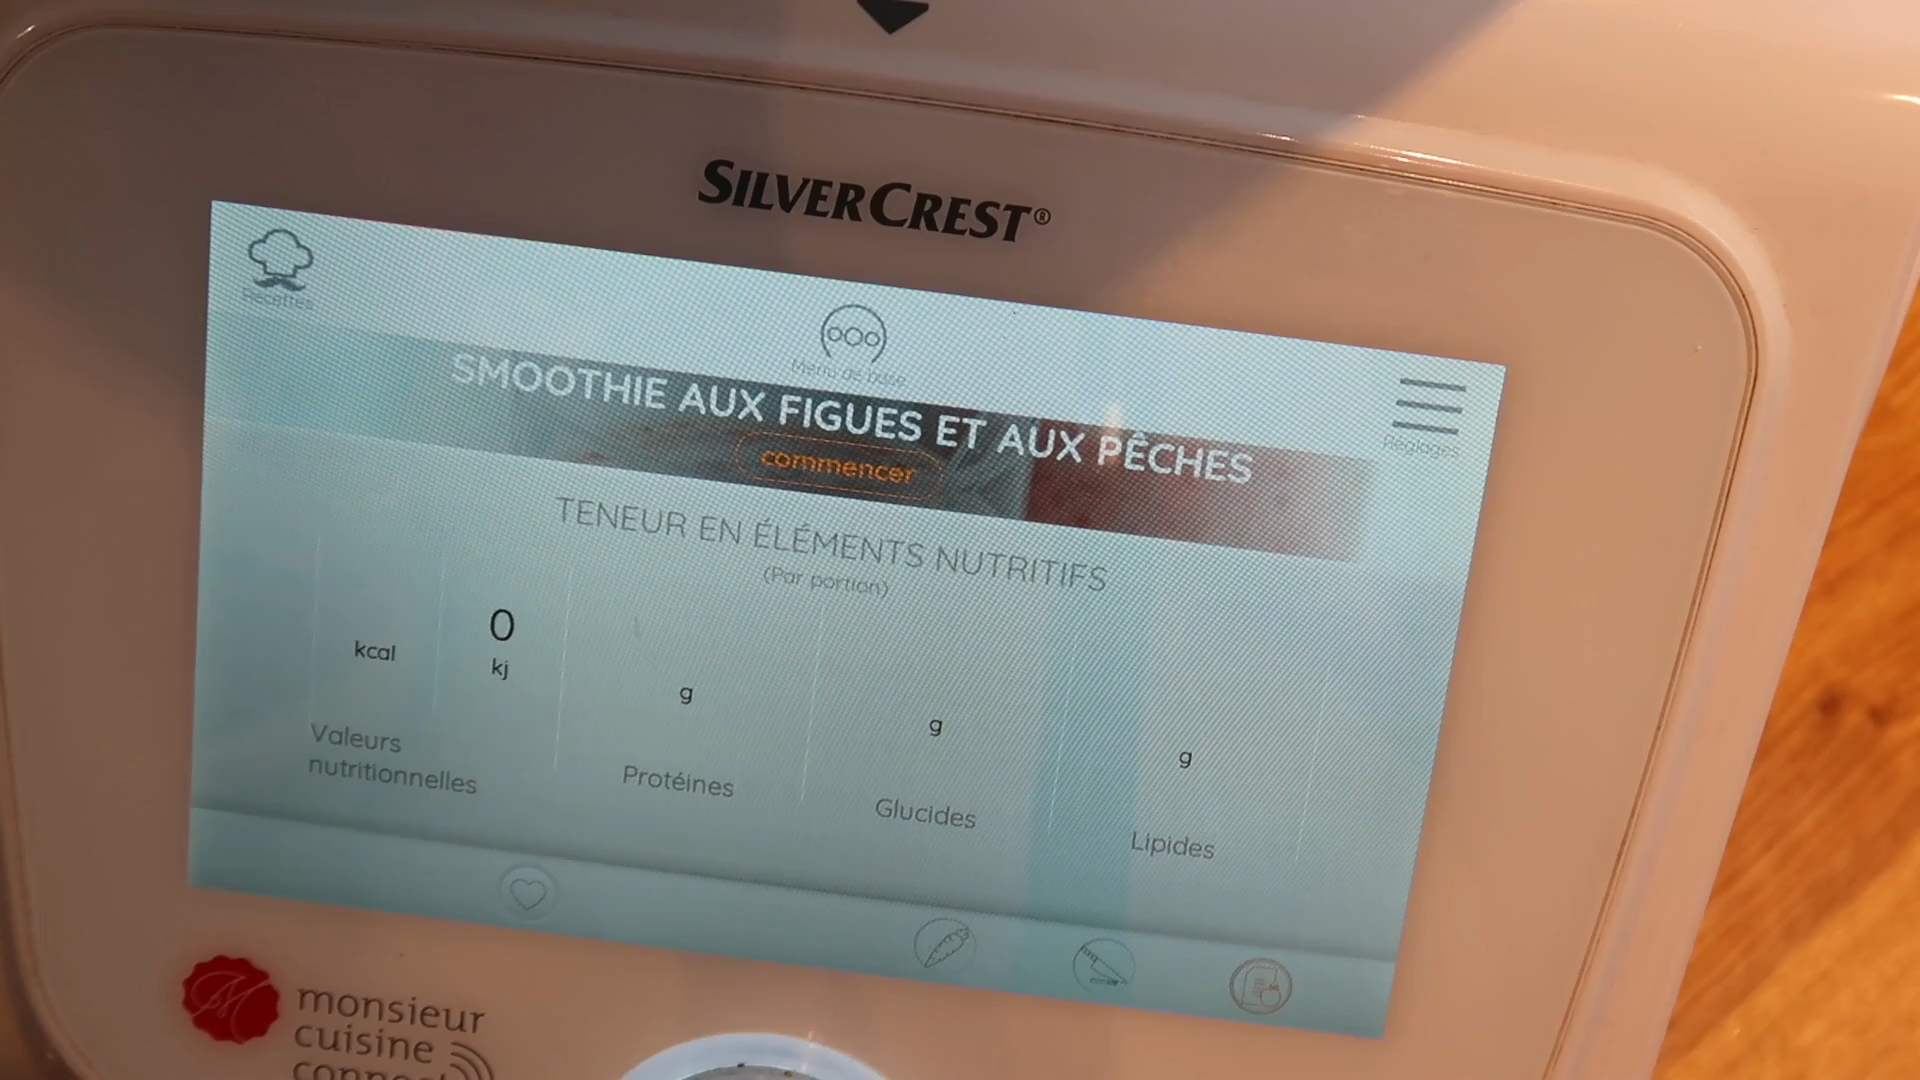 SILVERCREST®
Recettes
Menu de base
Réglages
SMOOTHIE AUX FIGUES ET AUX PÊCHES
commencer
TENEUR EN ÉLÉMENTS NUTRITIFS
(Par portion)
kcal
0
kj
g
g
g
Valeurs
nutritionnelles
Protéines
Glucides
Lipides
monsieur
cuisine
connect